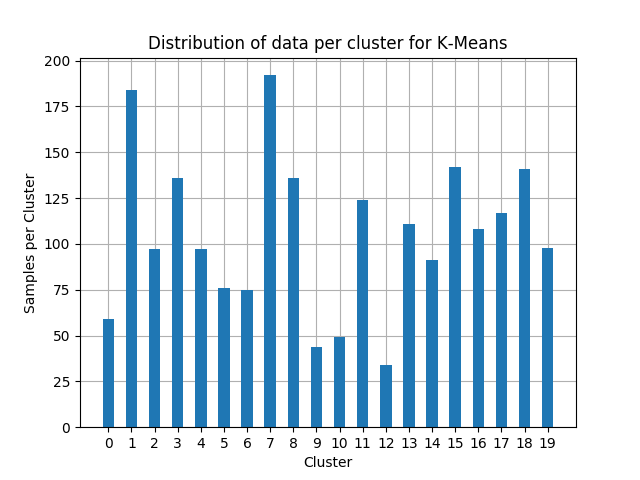 Distribution of data per cluster for K-Means
200
175
150
125
100
75
50
25
0
Samples per Cluster
0 1 2 3 4 5 6 7 8 9 10 11 12 13 14 15 16 17 18 19
Cluster